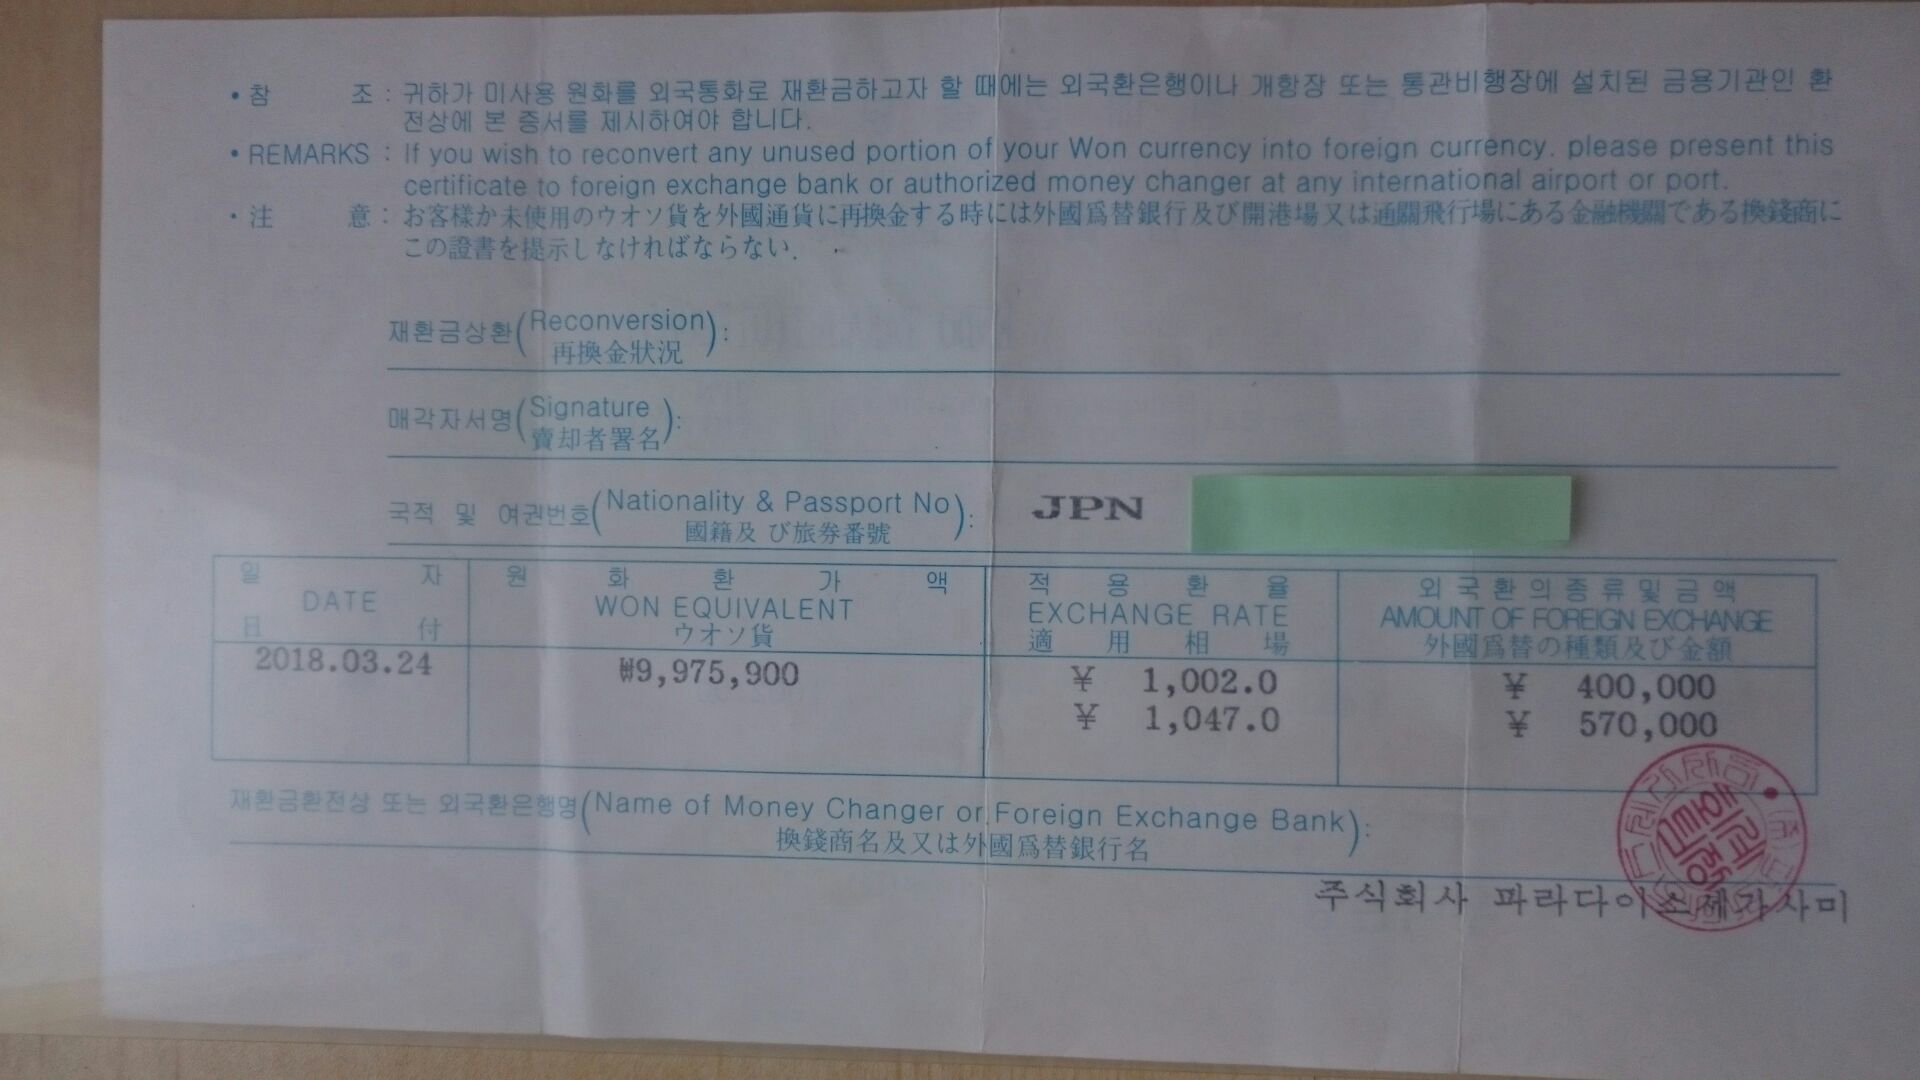 • 참 조 : 귀하가 미사용 원화를 외국통화로 재환금하고자 할 때에는 외국환은행이나 개항장 또는 통관비행장에 설치된 금융기관인 환
전상에 본 증서를 제시하여야 합니다.
• REMARKS : If you wish to reconvert any unused portion of your Won currency into foreign currency. please present this
certificate to foreign exchange bank or authorized money changer at any international airport or port.
• 注 意 : お客様か未使用のウオソ貨を外國通貨に再換金する時には外國爲替銀行及び開港場又は通關飛行場にある金融機關である換錢商に
この證書を提示しなければならない.
재환금상환(Reconversion 再換金狀況):
매각자서명(Signature 賣却者署名):
국적 및 여권번호(Nationality & Passport No 國籍及 び旅券番號): JPN
일 자 원 화 환 가 액 적 용 환 율 외국환의종류및금액
DATE WON EQUIVALENT EXCHANGE RATE AMOUNT OF FOREIGN EXCHANGE
日 付 ウオソ貨 適 用 相 場 外國爲替の種類及び金額
2018.03.24 ₩9,975,900 ¥ 1,002.0 ¥ 400,000
¥ 1,047.0 ¥ 570,000
재환금환전상 또는 외국환은행명(Name of Money Changer or Foreign Exchange Bank 換錢商名及又は外國爲替銀行名):
주식회사 파라다이스세가사미